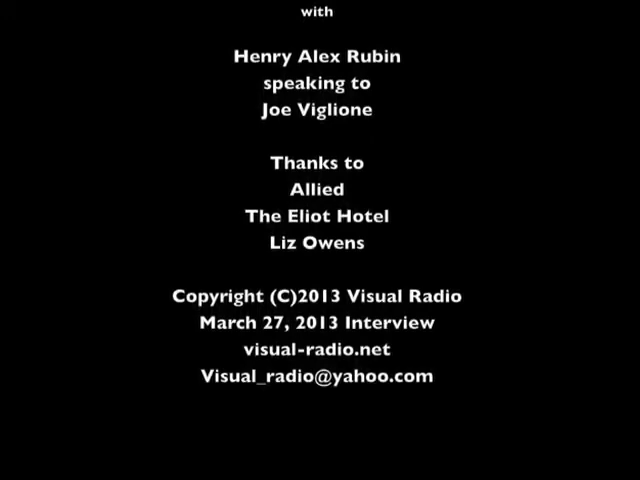 with
Henry Alex Rubin
speaking to
Joe Viglione
Thanks to
Allied
The Eliot Hotel
Liz Owens
Copyright (C)2013 Visual Radio
March 27, 2013 Interview
visual-radio.net
Visual_radio@yahoo.com